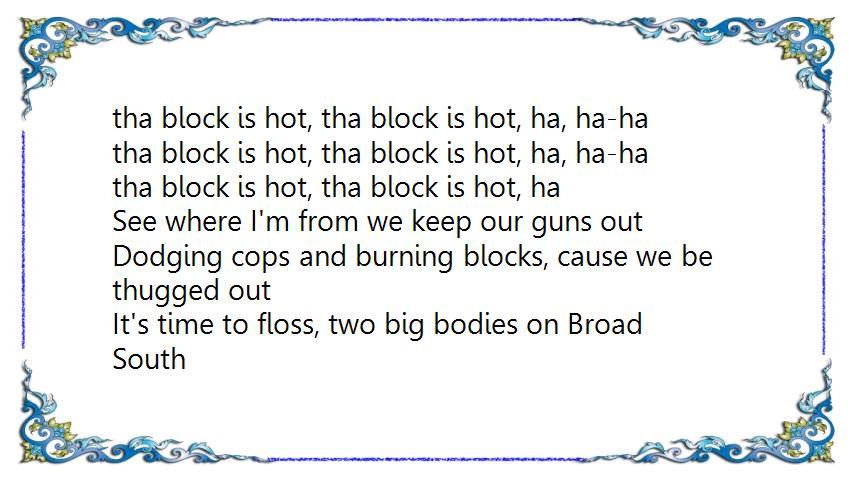 tha block is hot, tha block is hot, ha, ha-ha
tha block is hot, tha block is hot, ha, ha-ha
tha block is hot, tha block is hot, ha
See where I'm from we keep our guns out
Dodging cops and burning blocks, cause we be
thugged out
It's time to floss, two big bodies on Broad
South